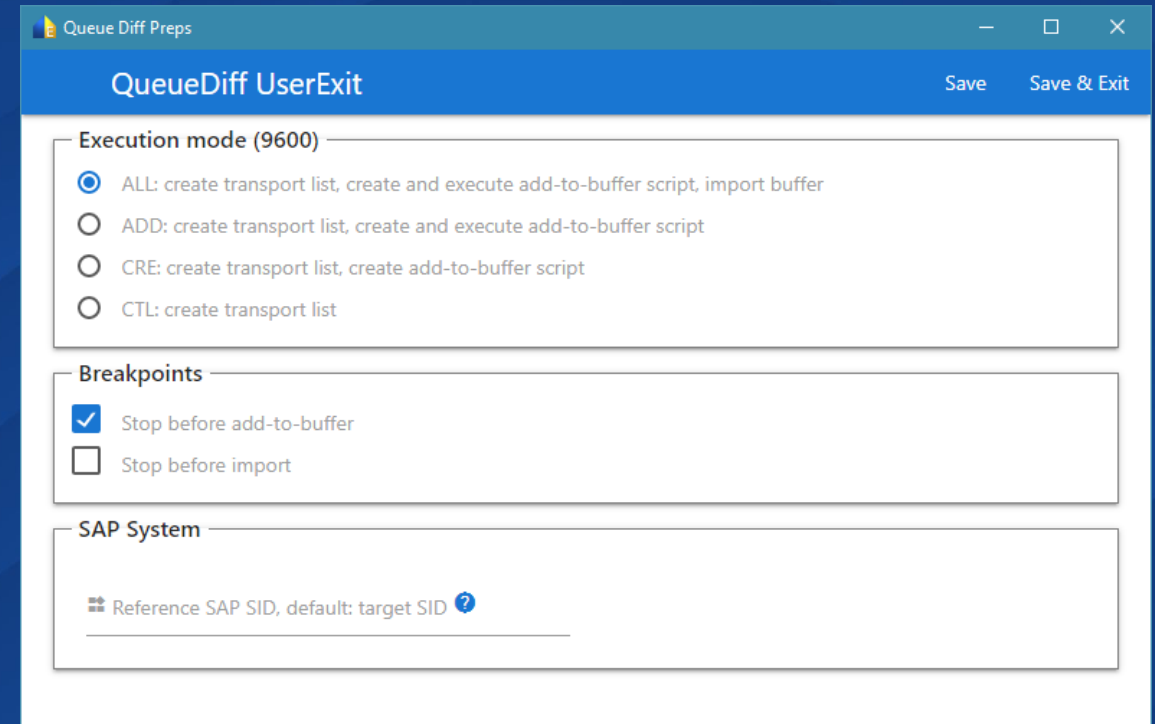 Queue Diff Preps
QueueDiff UserExit
Save
Save & Exit
Execution mode (9600)
ALL: create transport list, create and execute add-to-buffer script, import buffer
ADD: create transport list, create and execute add-to-buffer script
CRE: create transport list, create add-to-buffer script
CTL: create transport list
Breakpoints
Stop before add-to-buffer
Stop before import
SAP System
Reference SAP SID, default: target SID ?